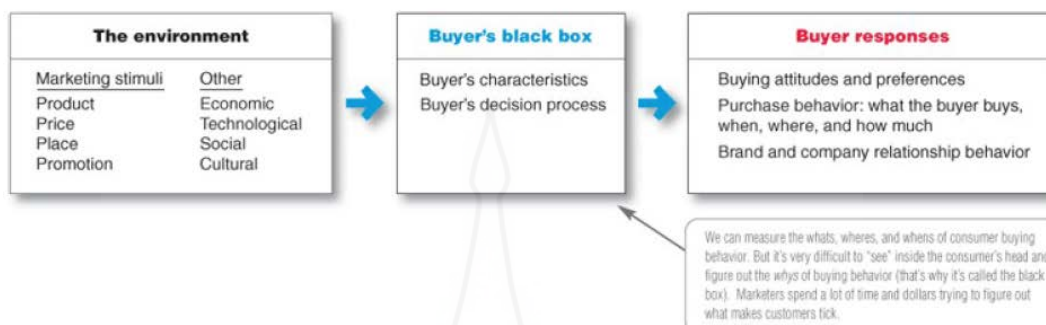 The environment
Marketing stimuli Other
Product Economic
Price Technological
Place Social
Promotion Cultural
Buyer's black box
Buyer's characteristics
Buyer's decision process
Buyer responses
Buying attitudes and preferences
Purchase behavior: what the buyer buys,
when, where, and how much
Brand and company relationship behavior
We can measure the whats, wheres, and whens of consumer buying
behavior. But it's very difficult to "see" inside the consumer's head and
figure out the whys of buying behavior (that's why it's called the black
box). Marketers spend a lot of time and dollars trying to figure out
what makes customers tick.